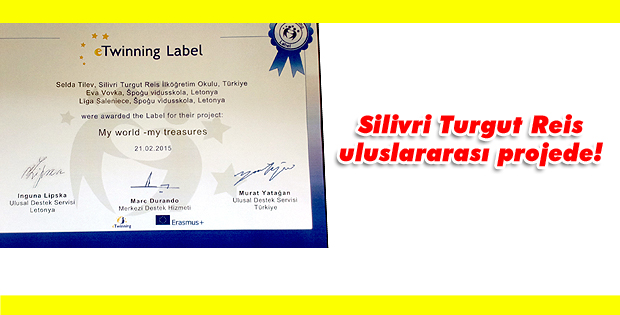 eTwinning Label
Selda Tilev, Silivri Turgut Reis İlköğretim Okulu, Türkiye
Eva Vovka, Špoģu vidusskola, Letonya
Liga Saleniece, Špoģu vidusskola, Letonya
were awarded the Label for their project:
My world -my treasures
21.02.2015
Inguna Lipska
Ulusal Destek Servisi
Letonya
Marc Durando
Merkezi Destek Hizmeti
Murat Yatağan
Ulusal Destek Servisi
Türkiye
eTwinning
Erasmus+
Silivri Turgut Reis
uluslararası projede!